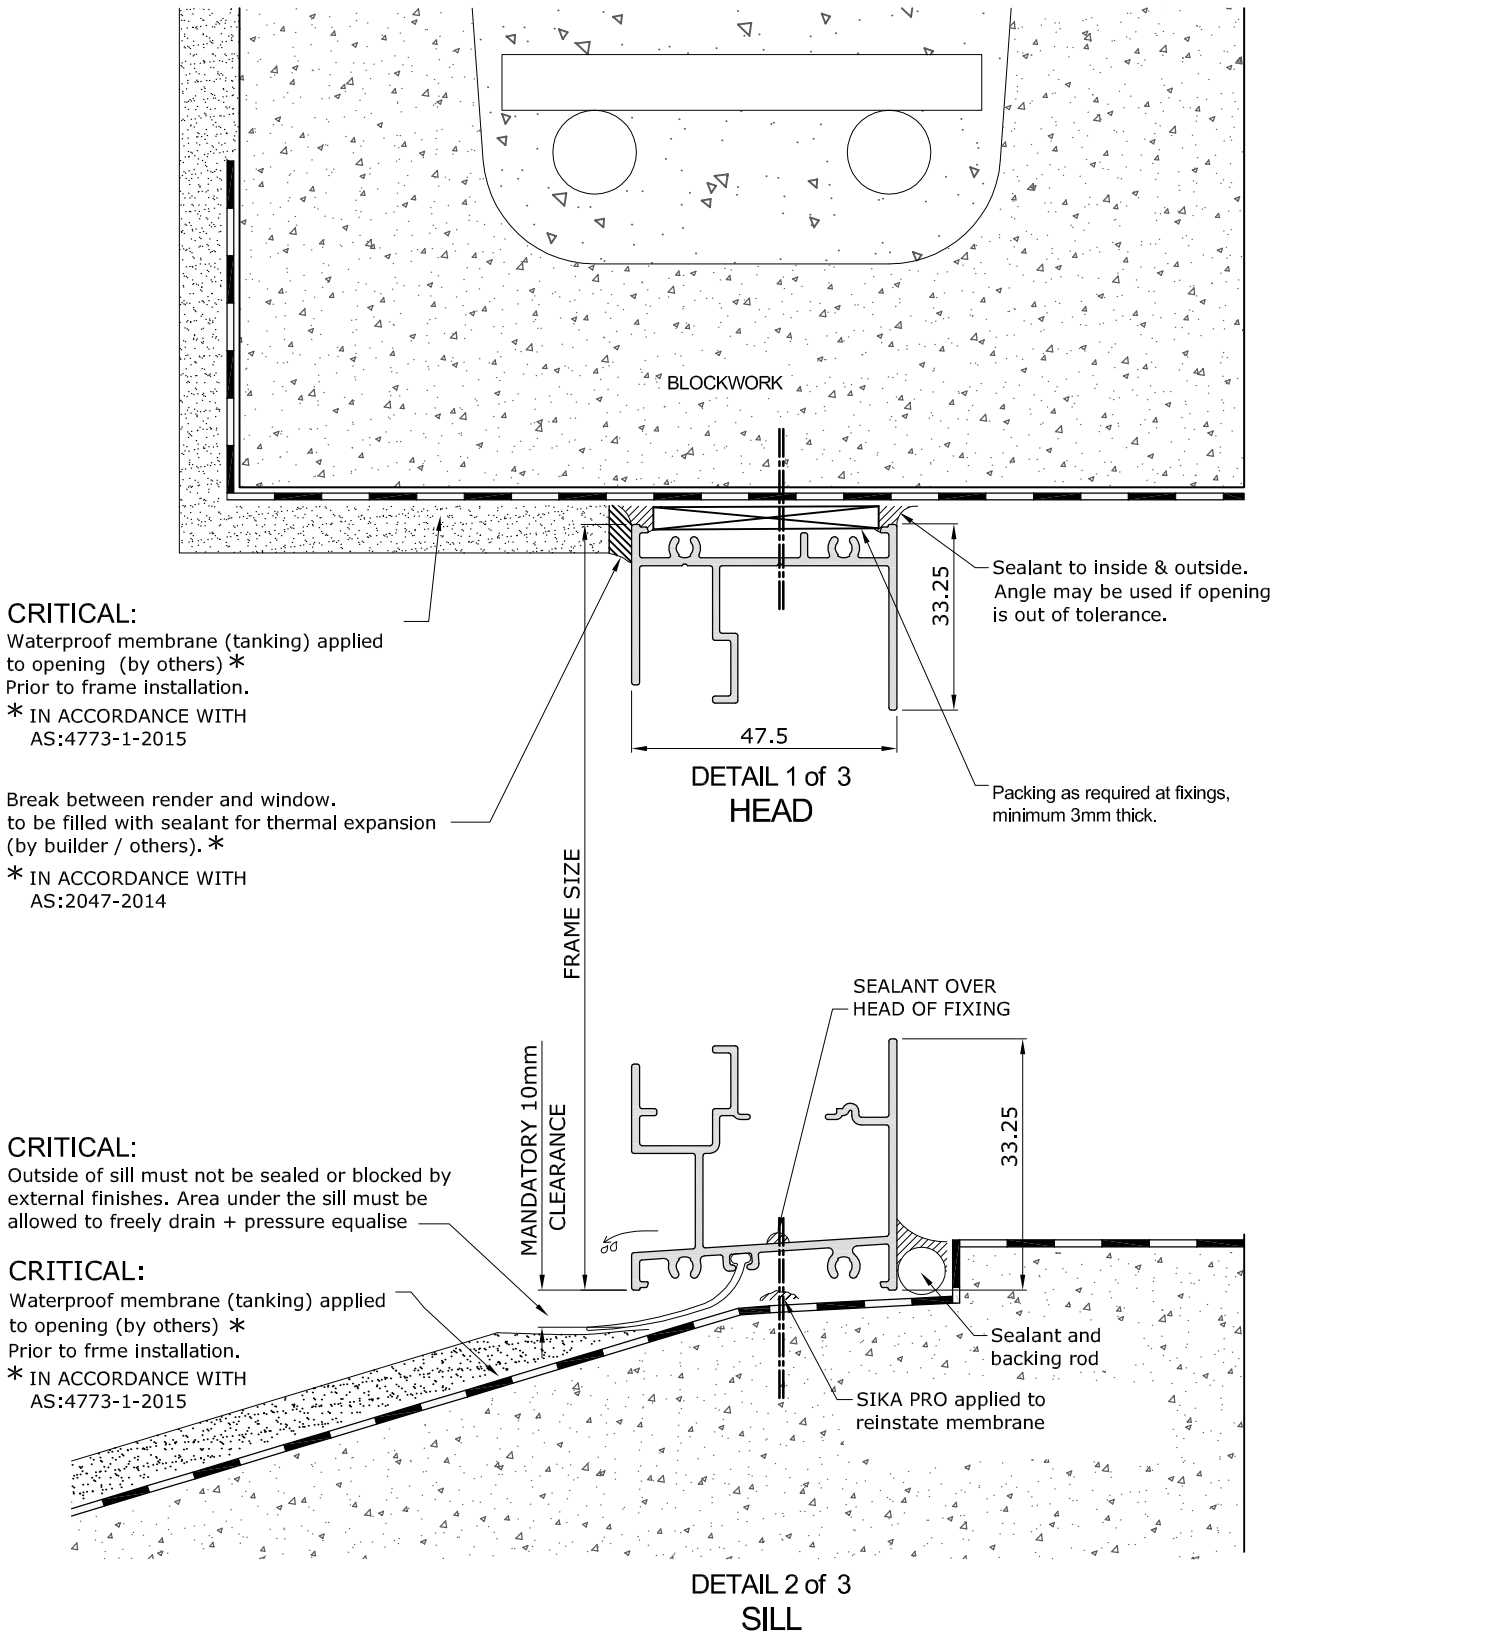 BLOCKWORK
CRITICAL:
Waterproof membrane (tanking) applied
to opening (by others) *
Prior to frame installation.
* IN ACCORDANCE WITH
AS:4773-1-2015
Break between render and window.
to be filled with sealant for thermal expansion
(by builder / others). *
* IN ACCORDANCE WITH
AS:2047-2014
Sealant to inside & outside.
Angle may be used if opening
is out of tolerance.
33.25
47.5
DETAIL 1 of 3
HEAD
Packing as required at fixings,
minimum 3mm thick.
FRAME SIZE
SEALANT OVER
HEAD OF FIXING
MANDATORY 10mm
CLEARANCE
33.25
CRITICAL:
Outside of sill must not be sealed or blocked by
external finishes. Area under the sill must be
allowed to freely drain + pressure equalise
CRITICAL:
Waterproof membrane (tanking) applied
to opening (by others) *
Prior to frme installation.
* IN ACCORDANCE WITH
AS:4773-1-2015
Sealant and
backing rod
SIKA PRO applied to
reinstate membrane
DETAIL 2 of 3
SILL